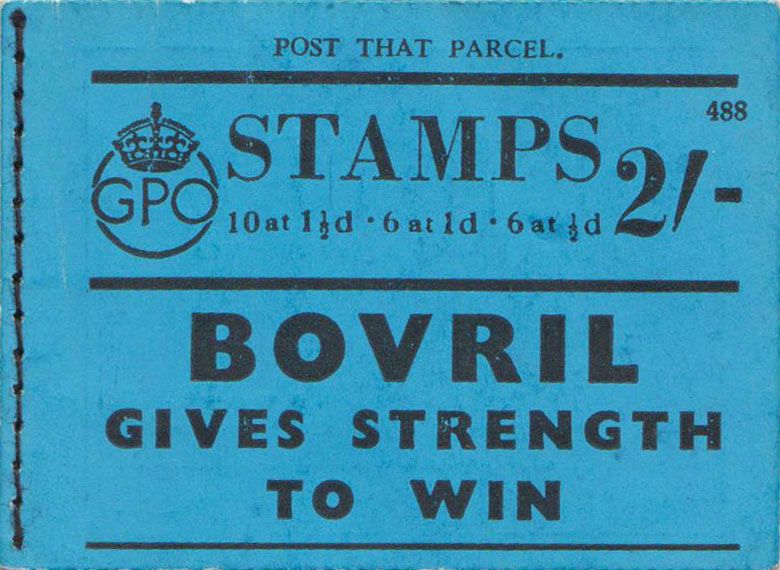 POST THAT PARCEL.
488
GPO
STAMPS 2/-
10 at 1½d · 6 at 1d · 6 at ½d
BOVRIL
GIVES STRENGTH
TO WIN